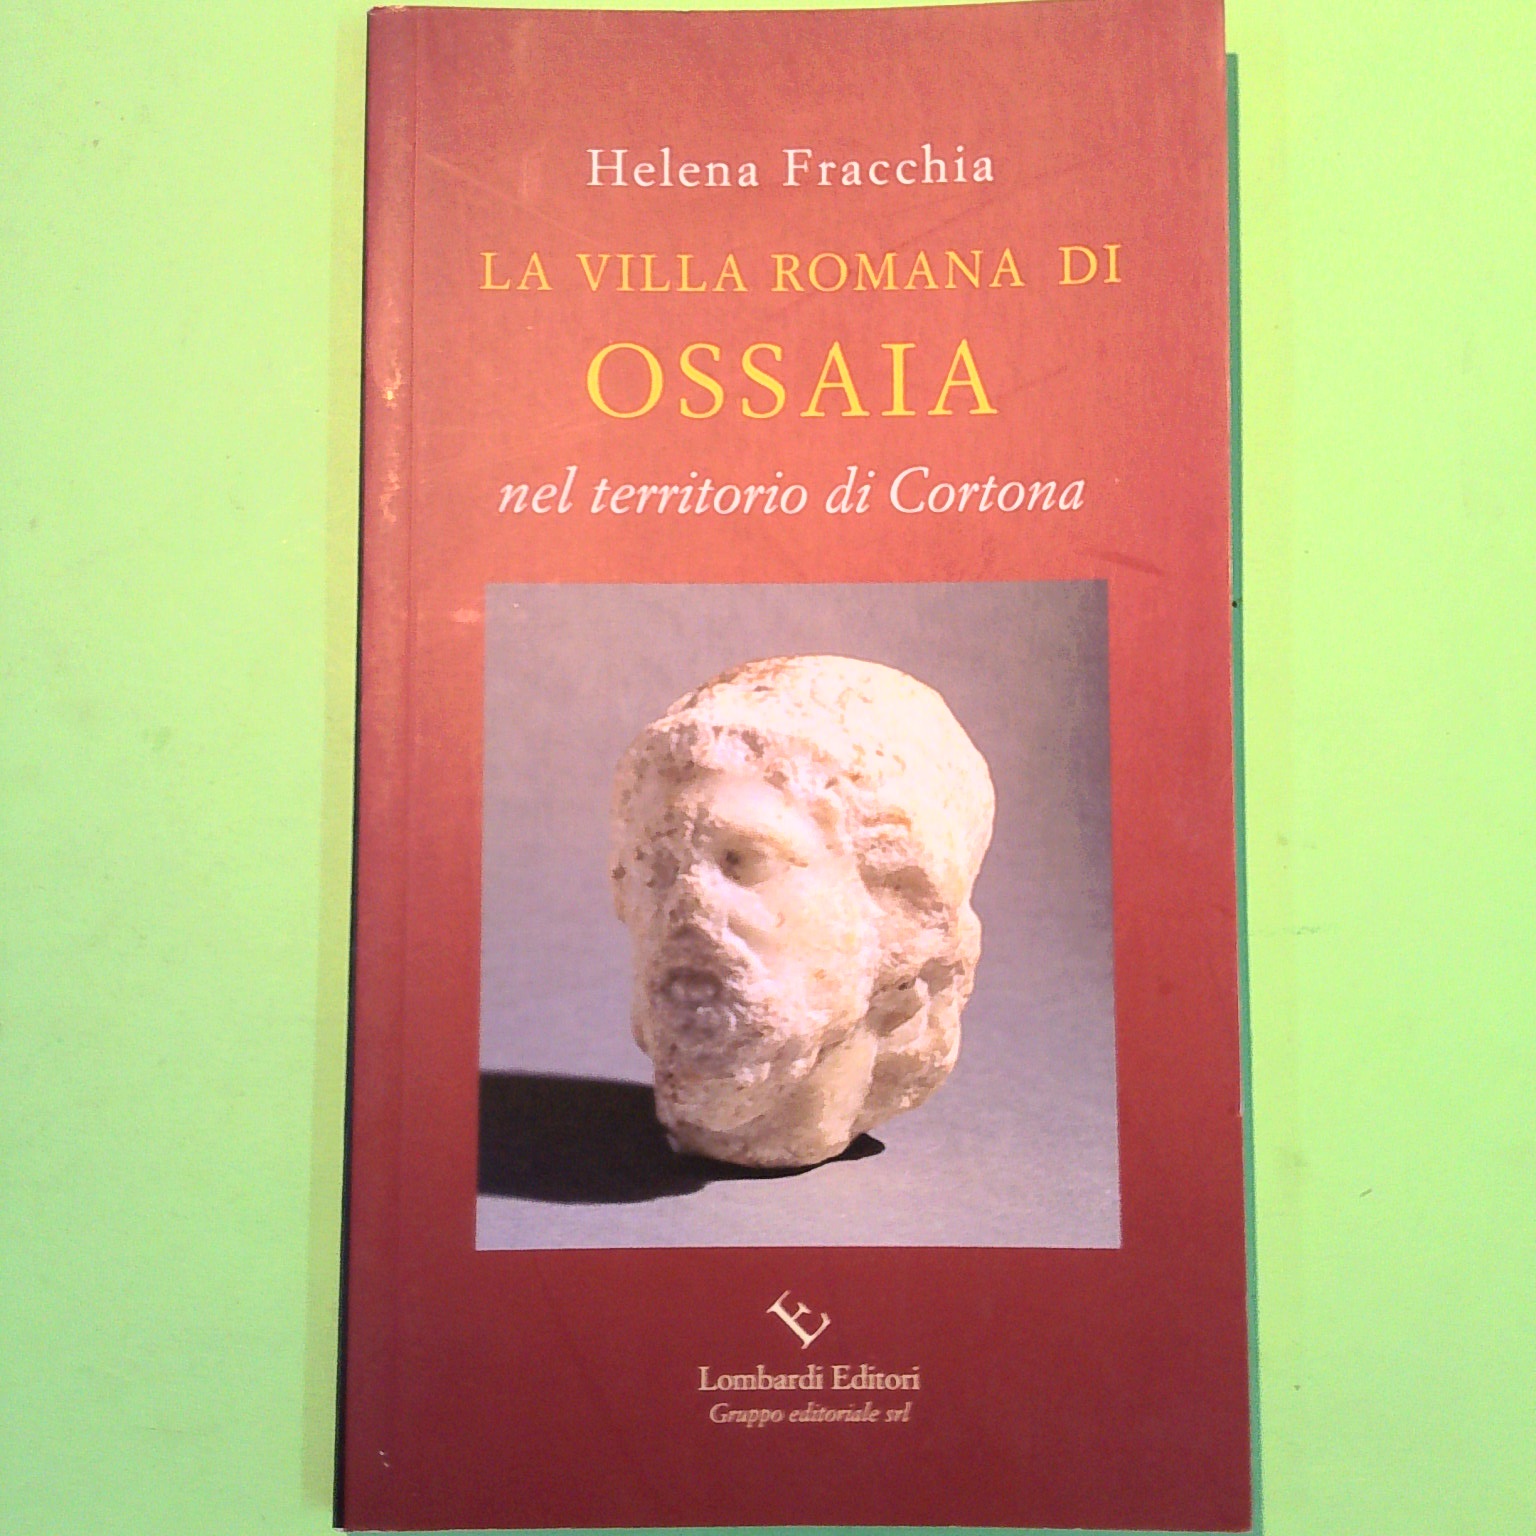 Helena Fracchia
LA VILLA ROMANA DI
OSSAIA
nel territorio di Cortona
E
Lombardi Editori
Gruppo editoriale srl